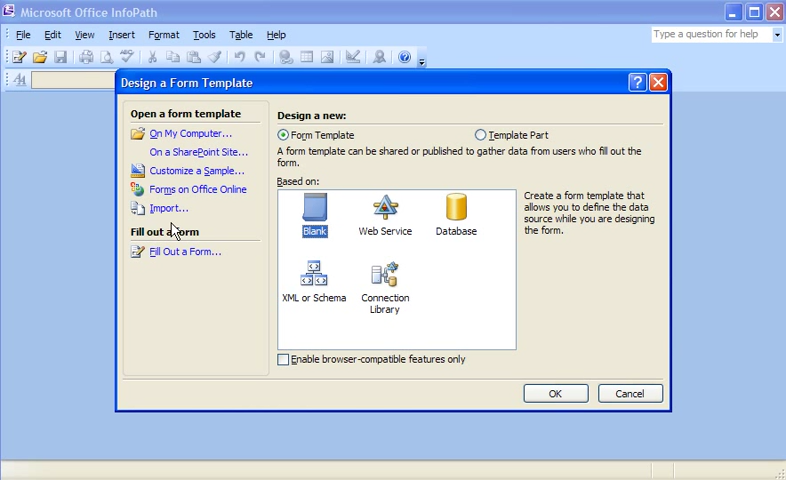 Microsoft Office InfoPath
File Edit View Insert Format Tools Table Help
Type a question for help
Design a Form Template
Open a form template
On My Computer...
On a SharePoint Site...
Customize a Sample...
Forms on Office Online
Import...
Fill out a form
Fill Out a Form...
Design a new:
Form Template
Template Part
A form template can be shared or published to gather data from users who fill out the
form.
Based on:
Blank
Web Service
Database
XML or Schema
Connection
Library
Create a form template that
allows you to define the data
source while you are designing
the form.
Enable browser-compatible features only
OK
Cancel